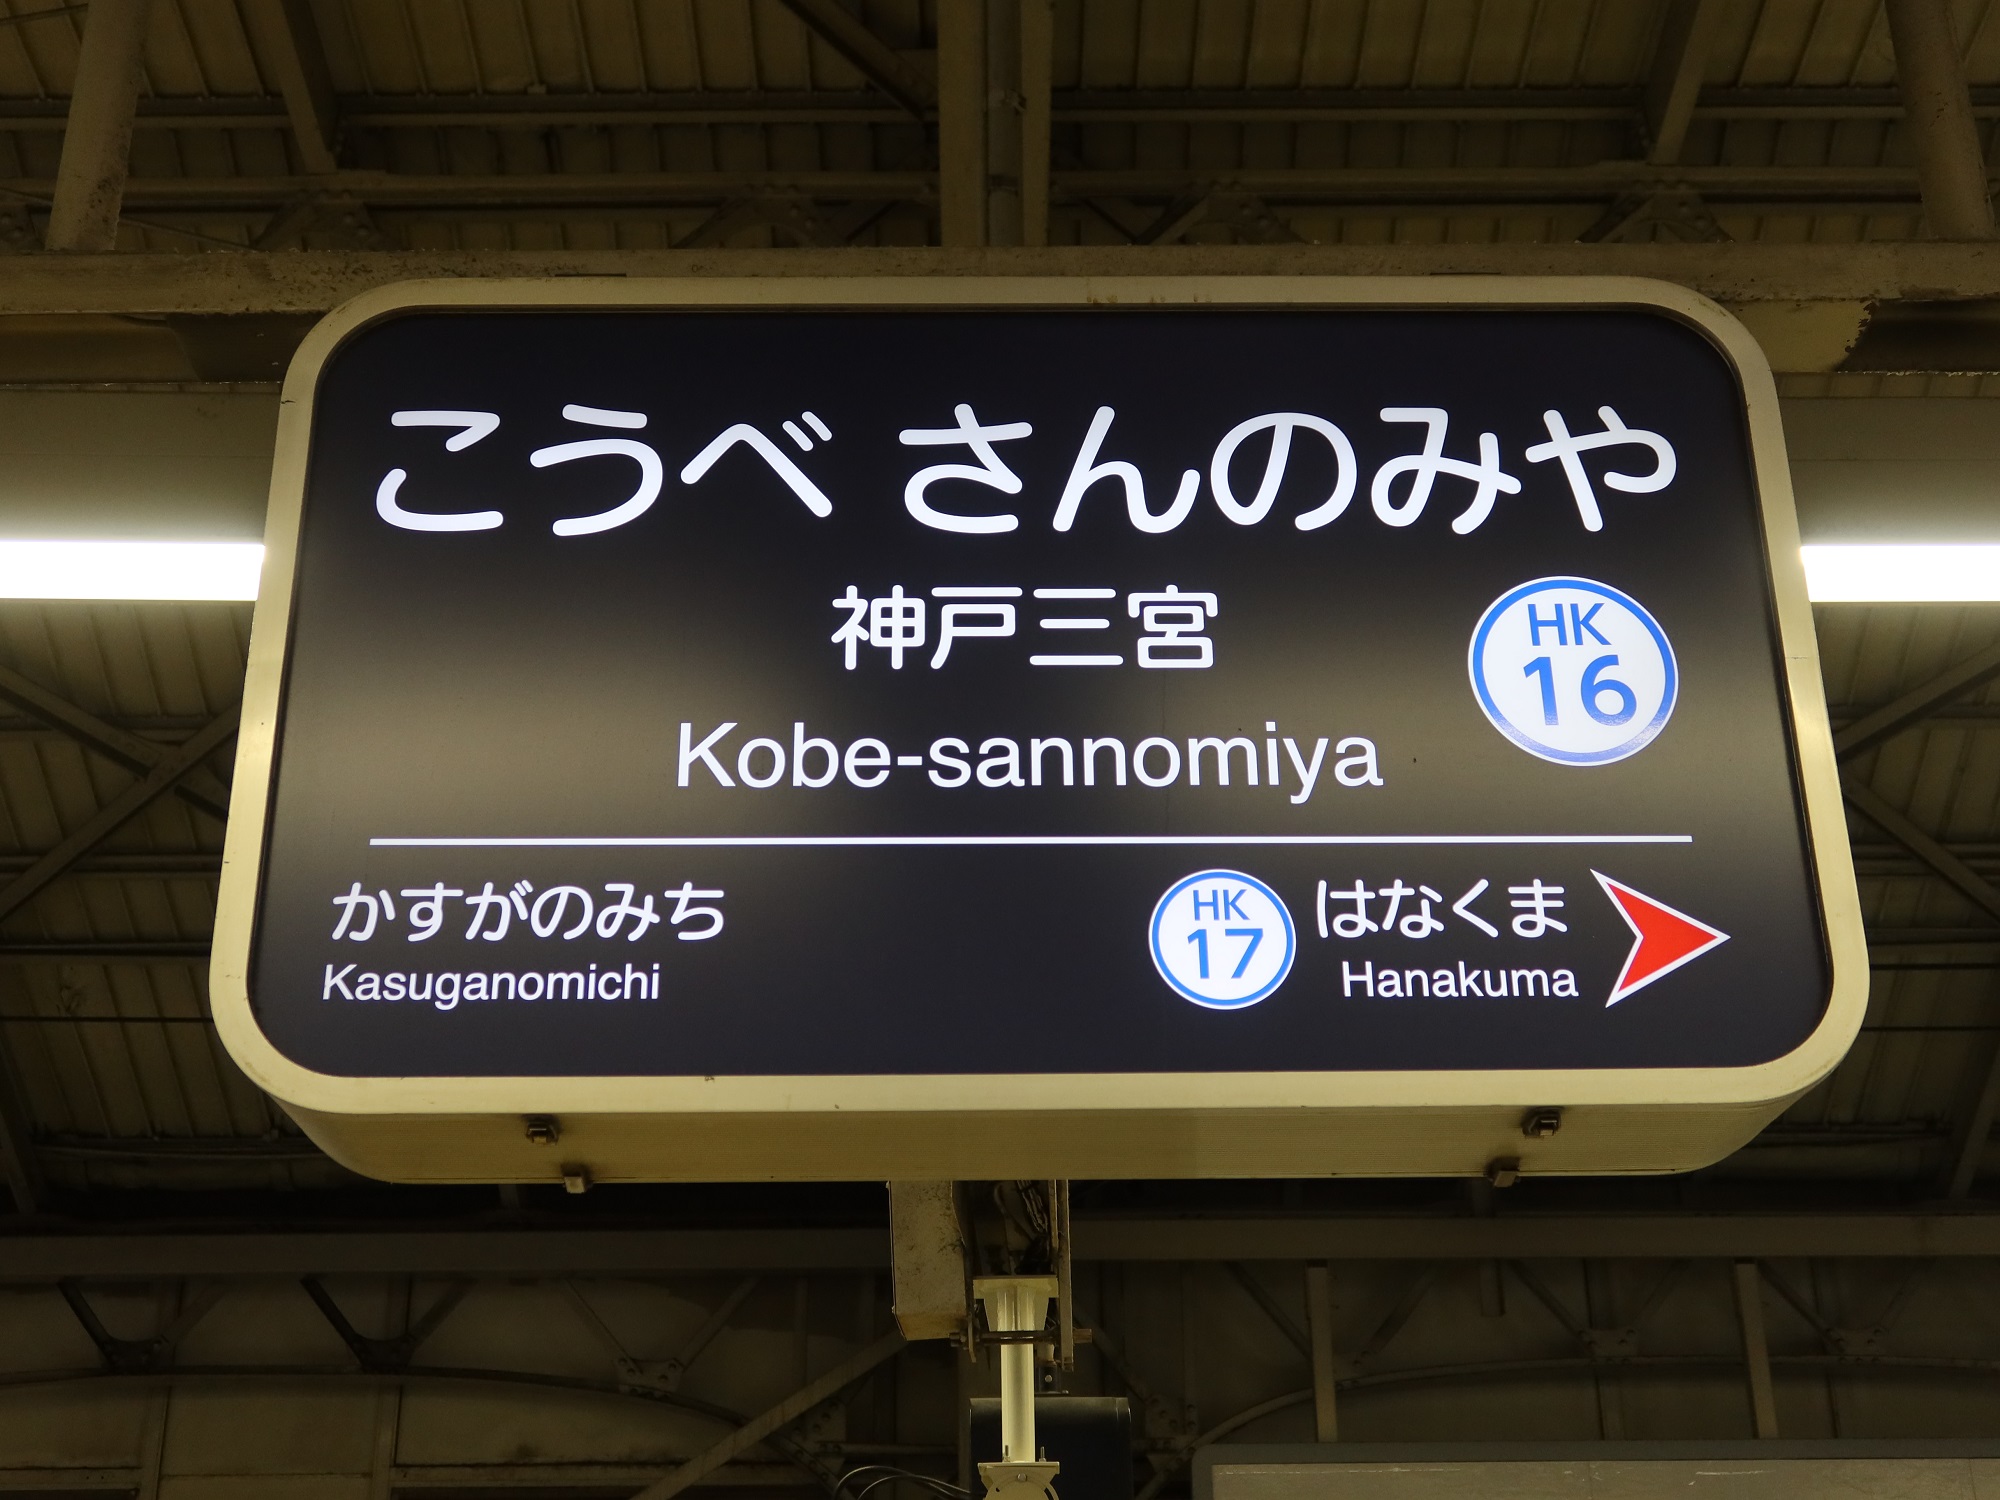 こうべ さんのみや
神戸三宮
HK
16
Kobe-sannomiya
かすがのみち
Kasuganomichi
HK
17
はなくま
Hanakuma